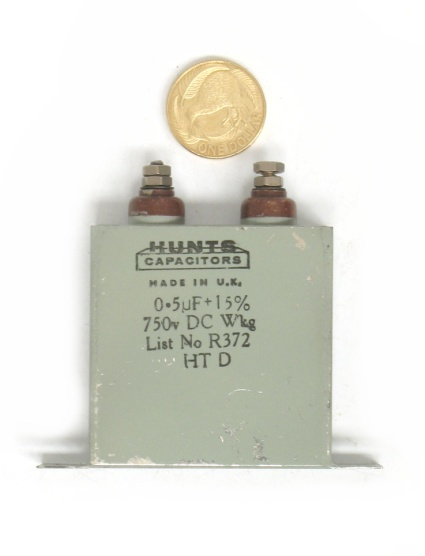 ONE DOLLAR
HUNTS
CAPACITORS
MADE IN U.K.
0·5µF+15%
750v DC Wkg
List No R372
HT D